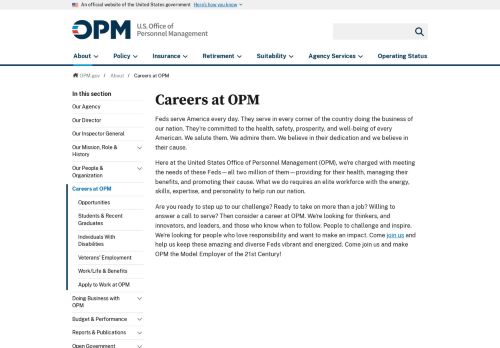 An official website of the United States government Here's how you know
OPM U.S. Office of
Personnel Management
About Policy Insurance Retirement Suitability Agency Services Operating Status
OPM.gov / About / Careers at OPM
In this section
Our Agency
Our Director
Our Inspector General
Our Mission, Role &
History
Our People &
Organization
Careers at OPM
Opportunities
Students & Recent
Graduates
Individuals With
Disabilities
Veterans' Employment
Work/Life & Benefits
Apply to Work at OPM
Doing Business with
OPM
Budget & Performance
Reports & Publications
Open Government
Careers at OPM
Feds serve America every day. They serve in every corner of the country doing the business of
our nation. They're committed to the health, safety, prosperity, and well-being of every
American. We salute them. We admire them. We believe in their dedication and we believe in
their cause.
Here at the United States Office of Personnel Management (OPM), we're charged with meeting
the needs of these Feds—all two million of them—providing for their health, managing their
benefits, and promoting their cause. What we do requires an elite workforce with the energy,
skills, expertise, and personality to help run our nation.
Are you ready to step up to our challenge? Ready to take on more than a job? Willing to
answer a call to serve? Then consider a career at OPM. We're looking for thinkers, and
innovators, and leaders, and those who know when to follow. People to challenge and inspire.
We're looking for people who love responsibility and want to make an impact. Come join us and
help us keep these amazing and diverse Feds vibrant and energized. Come join us and make
OPM the Model Employer of the 21st Century!